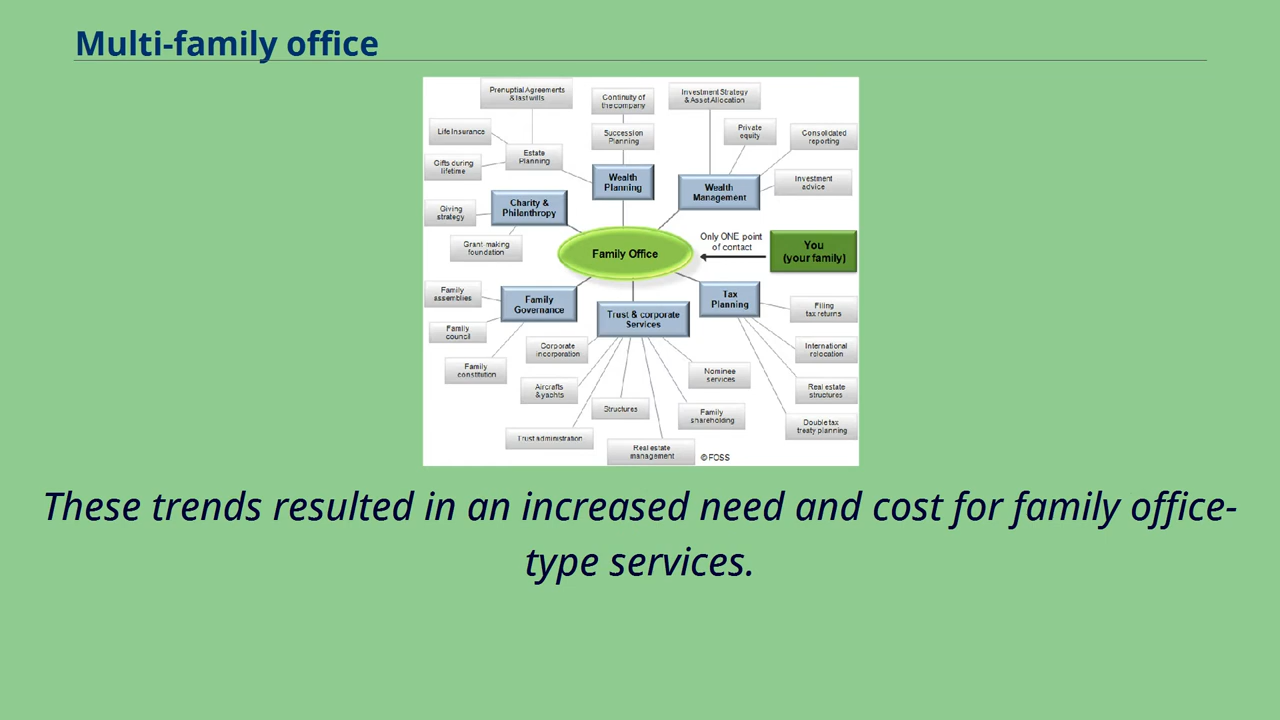 Multi-family office
Prenuptial Agreements
& last wills
Continuity of
the company
Investment Strategy
& Asset Allocation
Life Insurance
Succession
Planning
Private
equity
Consolidated
reporting
Estate
Planning
Gifts during
lifetime
Wealth
Planning
Wealth
Management
Investment
advice
Charity &
Philanthropy
Giving
strategy
Grant-making
foundation
Family Office
Only ONE point
of contact
You
(your family)
Family
assemblies
Family
Governance
Trust & corporate
Services
Tax
Planning
Filing
tax returns
Family
council
Corporate
incorporation
International
relocation
Family
constitution
Aircrafts
& yachts
Nominee
services
Real estate
structures
Structures
Family
shareholding
Double tax
treaty planning
Trust administration
Real estate
management
© FOSS
These trends resulted in an increased need and cost for family office-
type services.